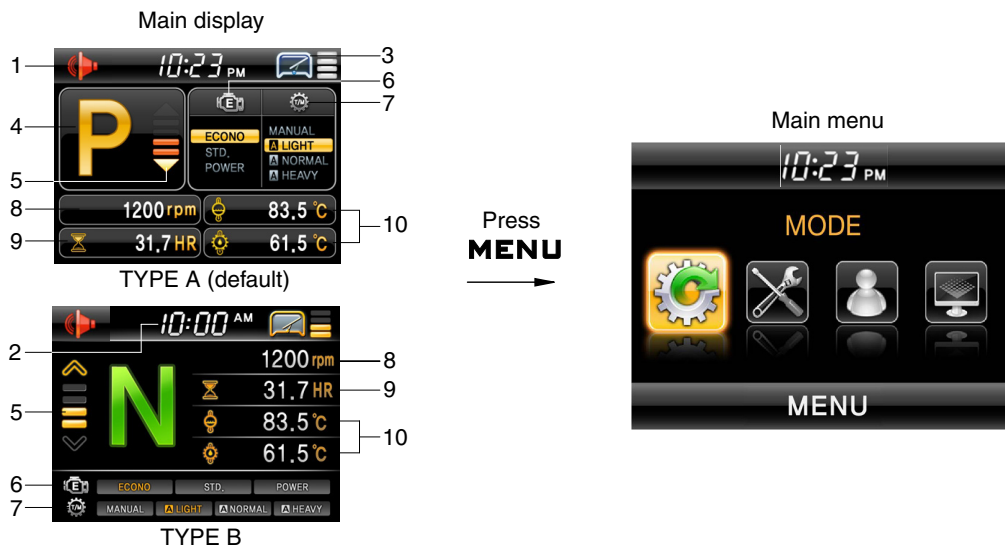 Main display
1
10:23 PM
3
6
E
T/M
7
4
P
ECONO
STD.
POWER
MANUAL
A LIGHT
A NORMAL
A HEAVY
5
8
1200 rpm
83.5 °C
10
9
31.7 HR
61.5 °C
TYPE A (default)
10:00 AM
2
1200 rpm
8
31.7 HR
9
5
N
83.5 °C
10
61.5 °C
6
E
ECONO
STD.
POWER
7
T/M
MANUAL
A LIGHT
A NORMAL
A HEAVY
TYPE B
Press
MENU
Main menu
10:23 PM
MODE
MENU